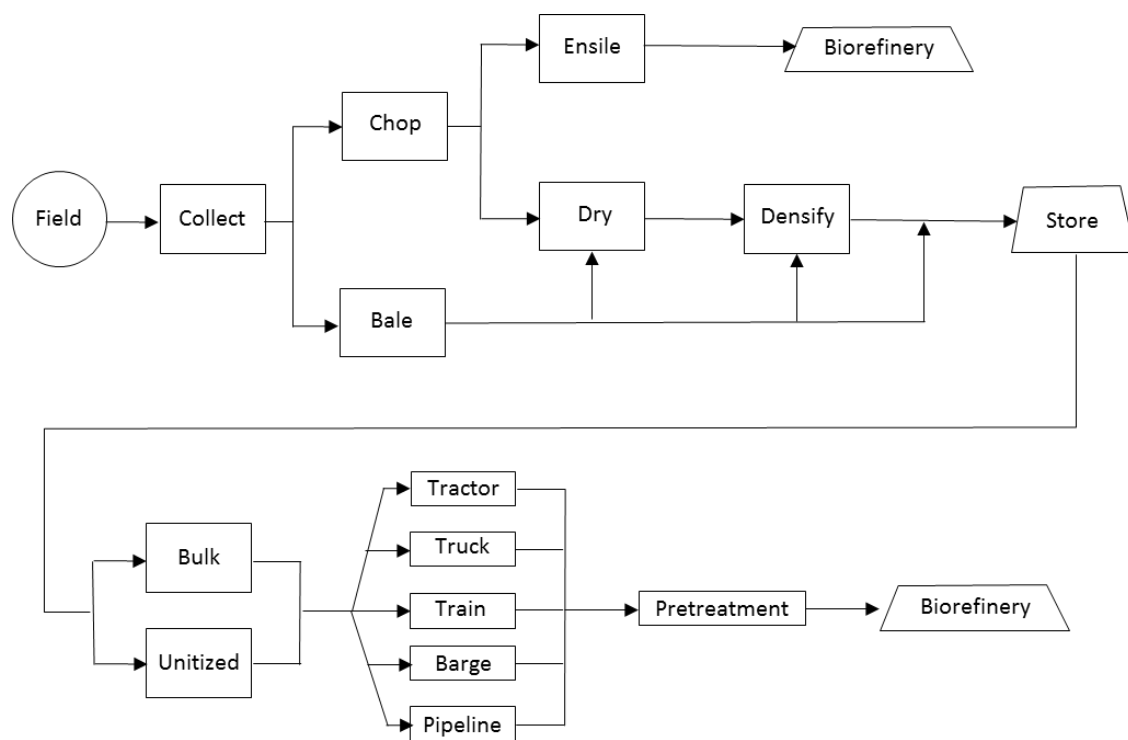 Ensile
Biorefinery
Chop
Field
Collect
Dry
Densify
Store
Bale
Tractor
Bulk
Truck
Train
Pretreatment
Biorefinery
Unitized
Barge
Pipeline